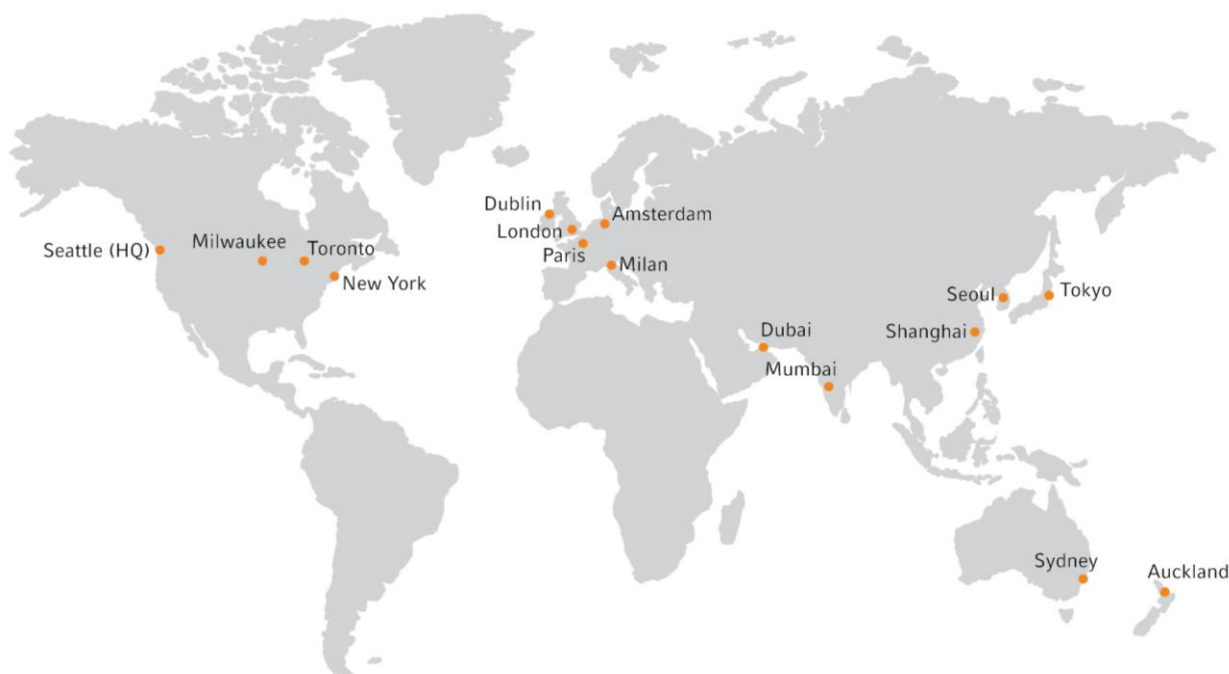 Dublin
Amsterdam
London
Seattle (HQ)
Milwaukee
Toronto
Paris
Milan
New York
Seoul
Tokyo
Dubai
Shanghai
Mumbai
Sydney
Auckland